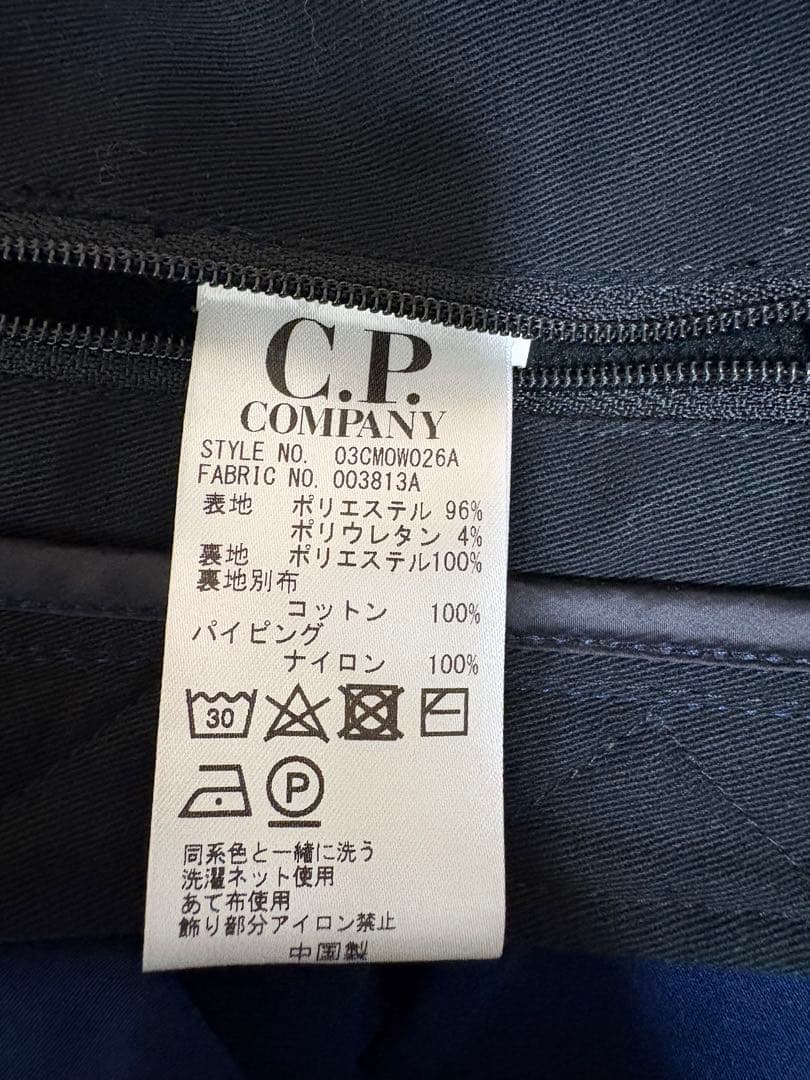 C.P.
COMPANY
STYLE NO. 03CMOW026A
FABRIC NO. 003813A
表地 ポリエステル 96%
ポリウレタン 4%
裏地 ポリエステル100%
裏地別布
コットン 100%
パイピング
ナイロン 100%
30
P
同系色と一緒に洗う
洗濯ネット使用
あて布使用
飾り部分アイロン禁止
中国製